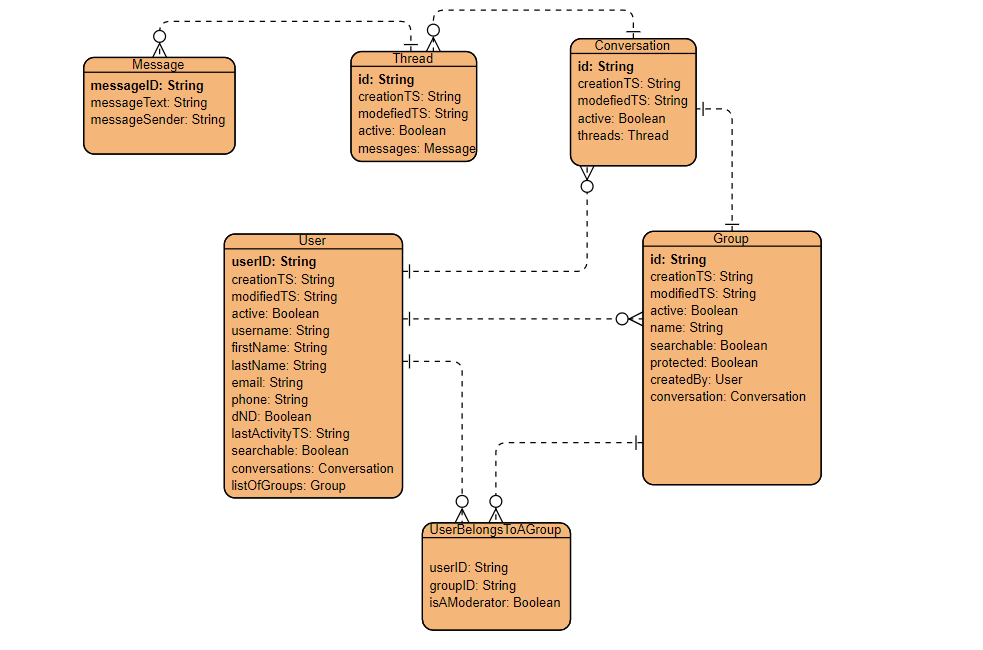 Message
messageID: String
messageText: String
messageSender: String
Thread
id: String
creationTS: String
modefiedTS: String
active: Boolean
messages: Message
Conversation
id: String
creationTS: String
modefiedTS: String
active: Boolean
threads: Thread
User
userID: String
creationTS: String
modifiedTS: String
active: Boolean
username: String
firstName: String
lastName: String
email: String
phone: String
dND: Boolean
lastActivityTS: String
searchable: Boolean
conversations: Conversation
listOfGroups: Group
Group
id: String
creationTS: String
modifiedTS: String
active: Boolean
name: String
searchable: Boolean
protected: Boolean
createdBy: User
conversation: Conversation
UserBelongsToAGroup
userID: String
groupID: String
isAModerator: Boolean